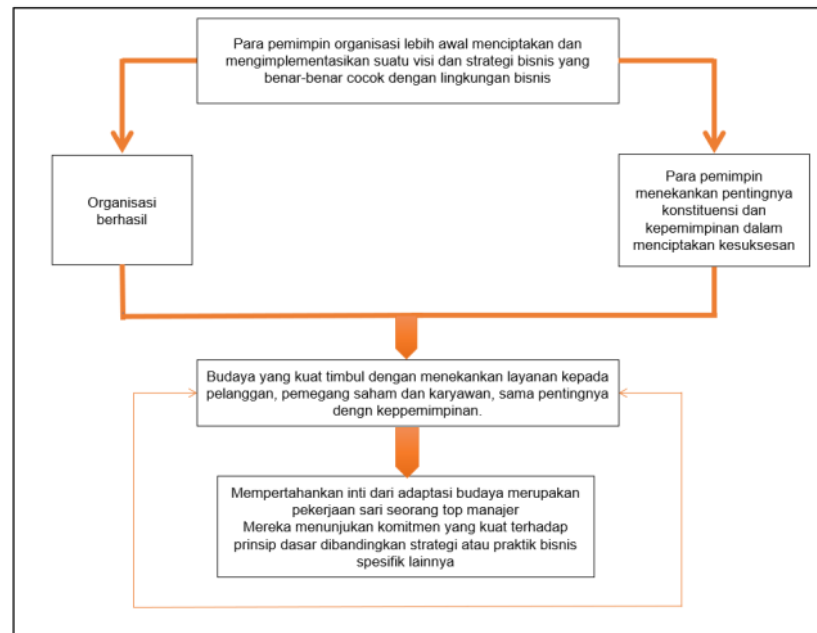 Para pemimpin organisasi lebih awal menciptakan dan
mengimplementasikan suatu visi dan strategi bisnis yang
benar-benar cocok dengan lingkungan bisnis
Organisasi
berhasil
Para pemimpin
menekankan pentingnya
konstituensi dan
kepemimpinan dalam
menciptakan kesuksesan
Budaya yang kuat timbul dengan menekankan layanan kepada
pelanggan, pemegang saham dan karyawan, sama pentingnya
dengn keppemimpinan.
Mempertahankan inti dari adaptasi budaya merupakan
pekerjaan sari seorang top manajer
Mereka menunjukan komitmen yang kuat terhadap
prinsip dasar dibandingkan strategi atau praktik bisnis
spesifik lainnya